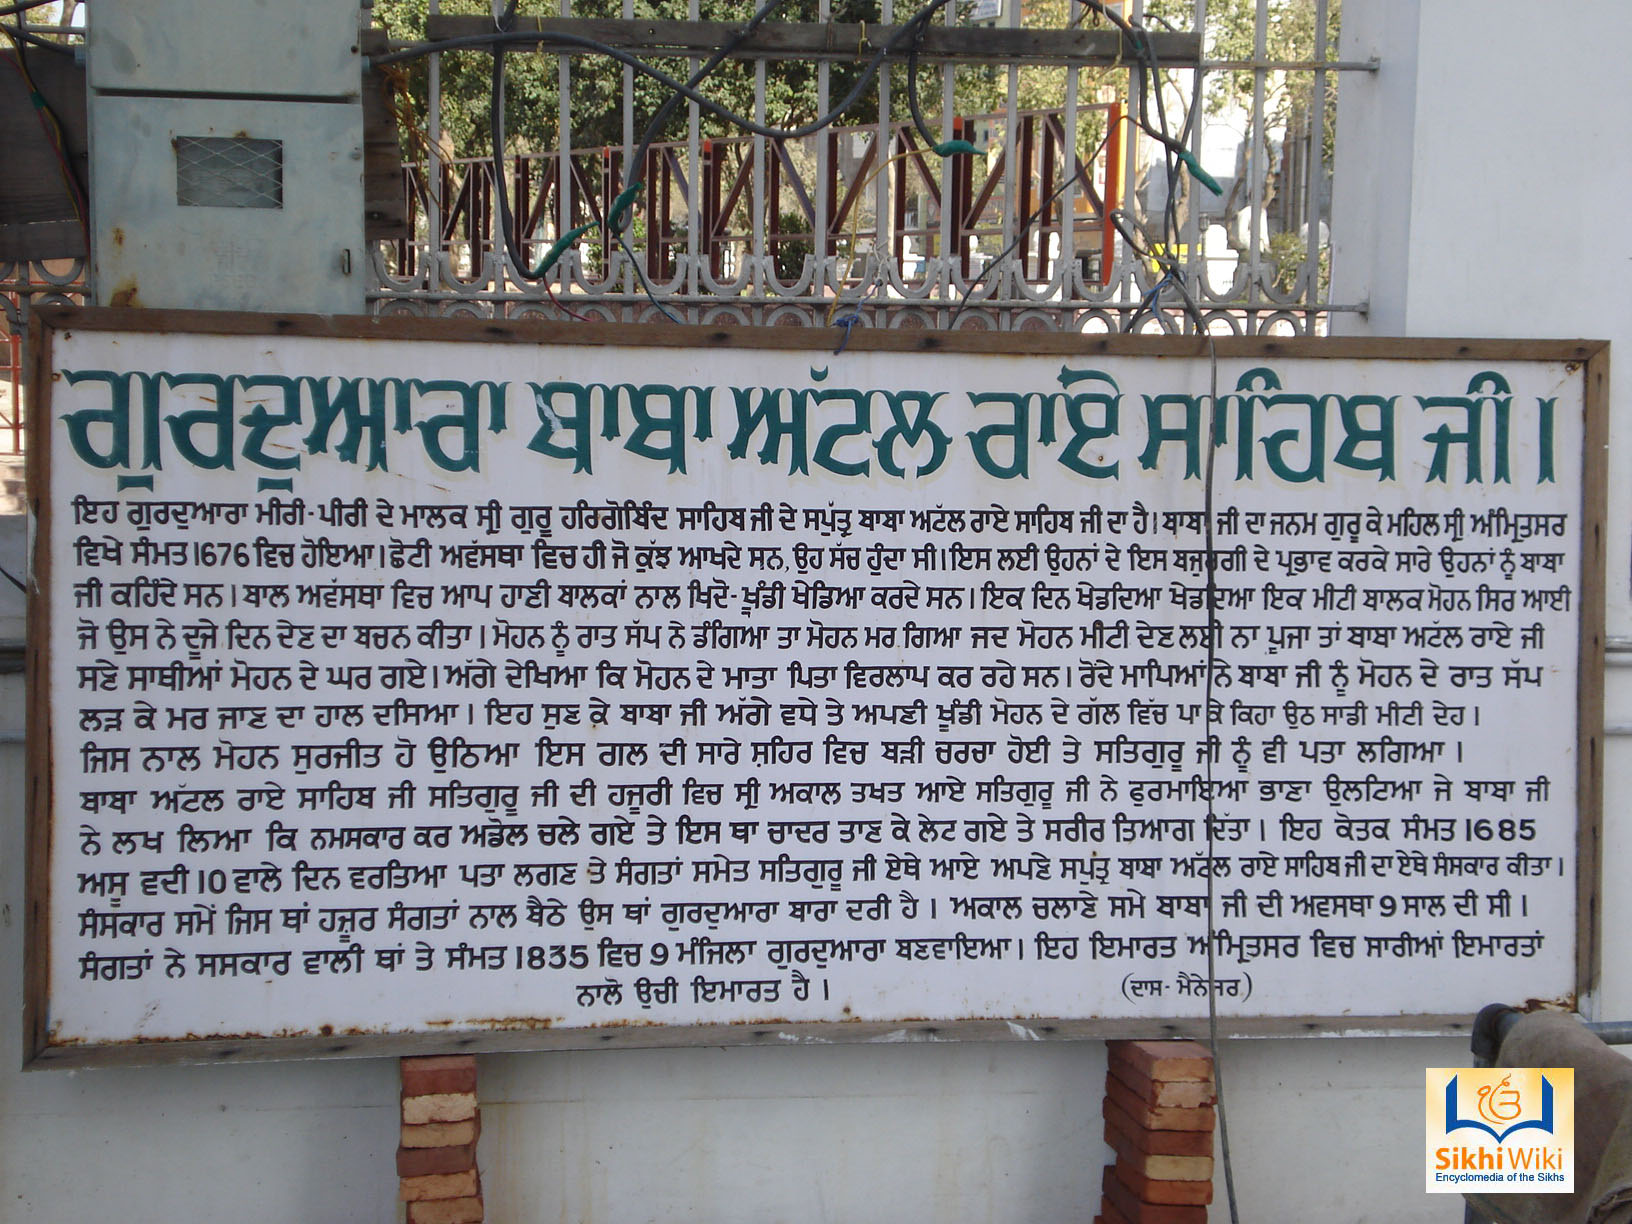 ਗੁਰਦੁਆਰਾ ਬਾਬਾ ਅਟੱਲ ਰਾਏ ਸਾਹਿਬ ਜੀ।
ਇਹ ਗੁਰਦੁਆਰਾ ਮੀਰੀ-ਪੀਰੀ ਦੇ ਮਾਲਕ ਸ੍ਰੀ ਗੁਰੂ ਹਰਿਗੋਬਿੰਦ ਸਾਹਿਬ ਜੀ ਦੇ ਸਪੁੱਤ੍ਰ ਬਾਬਾ ਅਟੱਲ ਰਾਏ ਸਾਹਿਬ ਜੀ ਦਾ ਹੈ। ਬਾਬਾ ਜੀ ਦਾ ਜਨਮ ਗੁਰੂ ਕੇ ਮਹਿਲ ਸ੍ਰੀ ਅੰਮ੍ਰਿਤਸਰ
ਵਿਖੇ ਸੰਮਤ 1676 ਵਿਚ ਹੋਇਆ। ਛੋਟੀ ਅਵੱਸਥਾ ਵਿਚ ਹੀ ਜੋ ਕੁੱਝ ਆਖਦੇ ਸਨ, ਉਹ ਸੱਚ ਹੁੰਦਾ ਸੀ। ਇਸ ਲਈ ਉਹਨਾਂ ਦੇ ਇਸ ਬਜੁਰਗੀ ਦੇ ਪ੍ਰਭਾਵ ਕਰਕੇ ਸਾਰੇ ਉਹਨਾਂ ਨੂੰ ਬਾਬਾ
ਜੀ ਕਹਿੰਦੇ ਸਨ। ਬਾਲ ਅਵੱਸਥਾ ਵਿਚ ਆਪ ਹਾਣੀ ਬਾਲਕਾਂ ਨਾਲ ਖਿਦੋ-ਖੂੰਡੀ ਖੇਡਿਆ ਕਰਦੇ ਸਨ। ਇਕ ਦਿਨ ਖੇਡਦਿਆ ਖੇਡਦਿਆ ਇਕ ਮੀਟੀ ਬਾਲਕ ਮੋਹਨ ਸਿਰ ਆਈ
ਜੋ ਉਸ ਨੇ ਦੂਜੇ ਦਿਨ ਦੇਣ ਦਾ ਬਚਨ ਕੀਤਾ। ਮੋਹਨ ਨੂੰ ਰਾਤ ਸੱਪ ਨੇ ਡੰਗਿਆ ਤਾ ਮੋਹਨ ਮਰ ਗਿਆ ਜਦ ਮੋਹਨ ਮੀਟੀ ਦੇਣ ਲਈ ਨਾ ਪੂਜਾ ਤਾਂ ਬਾਬਾ ਅਟੱਲ ਰਾਏ ਜੀ
ਸਣੇ ਸਾਥੀਆਂ ਮੋਹਨ ਦੇ ਘਰ ਗਏ। ਅੱਗੇ ਦੇਖਿਆ ਕਿ ਮੋਹਨ ਦੇ ਮਾਤਾ ਪਿਤਾ ਵਿਰਲਾਪ ਕਰ ਰਹੇ ਸਨ। ਰੋਂਦੇ ਮਾਪਿਆਂ ਨੇ ਬਾਬਾ ਜੀ ਨੂੰ ਮੋਹਨ ਦੇ ਰਾਤ ਸੱਪ
ਲੜ ਕੇ ਮਰ ਜਾਣ ਦਾ ਹਾਲ ਦਸਿਆ। ਇਹ ਸੁਣ ਕੇ ਬਾਬਾ ਜੀ ਅੱਗੇ ਵਧੇ ਤੇ ਅਪਣੀ ਖੂੰਡੀ ਮੋਹਨ ਦੇ ਗੱਲ ਵਿੱਚ ਪਾ ਕੇ ਕਿਹਾ ਉਠ ਸਾਡੀ ਮੀਟੀ ਦੇਹ।
ਜਿਸ ਨਾਲ ਮੋਹਨ ਸੁਰਜੀਤ ਹੋ ਉਠਿਆ ਇਸ ਗਲ ਦੀ ਸਾਰੇ ਸ਼ਹਿਰ ਵਿਚ ਬੜੀ ਚਰਚਾ ਹੋਈ ਤੇ ਸਤਿਗੁਰੂ ਜੀ ਨੂੰ ਵੀ ਪਤਾ ਲਗਿਆ।
ਬਾਬਾ ਅਟੱਲ ਰਾਏ ਸਾਹਿਬ ਜੀ ਸਤਿਗੁਰੂ ਜੀ ਦੀ ਹਜੂਰੀ ਵਿਚ ਸ੍ਰੀ ਅਕਾਲ ਤਖਤ ਆਏ ਸਤਿਗੁਰੂ ਜੀ ਨੇ ਫੁਰਮਾਇਆ ਭਾਣਾ ਉਲਟਿਆ ਜੇ ਬਾਬਾ ਜੀ
ਨੇ ਲਾਖ ਲਿਆ ਕਿ ਨਮਸਕਾਰ ਕਰ ਅਡੋਲ ਚਲੇ ਗਏ ਤੇ ਇਸ ਥਾ ਚਾਦਰ ਤਾਣ ਕੇ ਲੇਟ ਗਏ ਤੇ ਸਰੀਰ ਤਿਆਗ ਦਿੱਤਾ। ਇਹ ਕੋਤਕ ਸੰਮਤ 1685
ਅਸੂ ਵਦੀ 10 ਵਾਲੇ ਦਿਨ ਵਰਤਿਆ ਪਤਾ ਲਗਣ ਤੇ ਸੰਗਤਾਂ ਸਮੇਤ ਸਤਿਗੁਰੂ ਜੀ ਏਥੇ ਆਏ ਅਪਣੇ ਸਪੁੱਤ੍ਰ ਬਾਬਾ ਅਟੱਲ ਰਾਏ ਸਾਹਿਬ ਜੀ ਦਾ ਏਥੇ ਸੰਸਕਾਰ ਕੀਤਾ।
ਸੰਸਕਾਰ ਸਮੇਂ ਜਿਸ ਥਾਂ ਹਜੂਰ ਸੰਗਤਾਂ ਨਾਲ ਬੈਠੇ ਉਸ ਥਾਂ ਗੁਰਦੁਆਰਾ ਬਾਰਾ ਦਰੀ ਹੈ। ਅਕਾਲ ਚਲਾਣੇ ਸਮੇ ਬਾਬਾ ਜੀ ਦੀ ਅਵਸਥਾ 9 ਸਾਲ ਦੀ ਸੀ।
ਸੰਗਤਾਂ ਨੇ ਸਸਕਾਰ ਵਾਲੀ ਥਾਂ ਤੇ ਸੰਮਤ 1835 ਵਿਚ 9 ਮੰਜਿਲਾ ਗੁਰਦੁਆਰਾ ਬਣਵਾਇਆ। ਇਹ ਇਮਾਰਤ ਅੰਮ੍ਰਿਤਸਰ ਵਿਚ ਸਾਰੀਆਂ ਇਮਾਰਤਾਂ
ਨਾਲੋ ਉਚੀ ਇਮਾਰਤ ਹੈ। (ਦਾਸ-ਮੈਨੇਜਰ)
SikhiWiki
Encyclomedia of the Sikhs